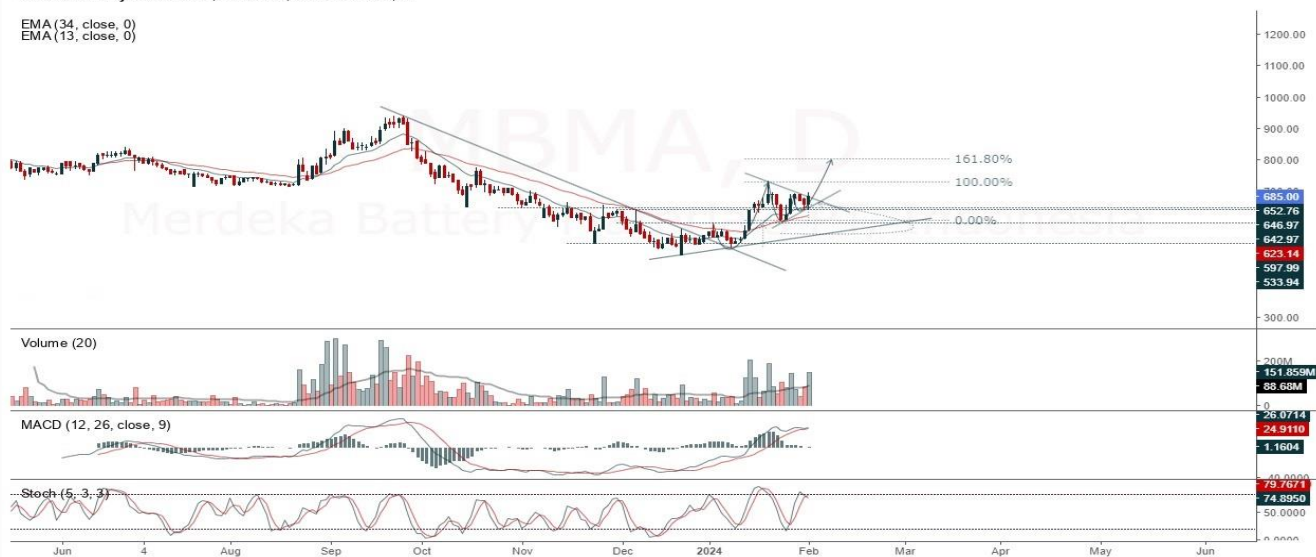 EMA (34, close, 0)
EMA (13, close, 0)
MBMA, D
Merdeka Battery
1200.00
1100.00
1000.00
900.00
800.00
685.00
652.76
646.97
642.97
623.14
597.99
533.94
300.00
161.80%
100.00%
0.00%
Volume (20)
200M
151.859M
88.68M
0
MACD (12, 26, close, 9)
26.0714
24.9110
1.1604
Stoch (5, 3, 3)
79.7671
74.8950
50.0000
0.0000
Jun 4 Aug Sep Oct Nov Dec 2024 Feb Mar Apr May Jun